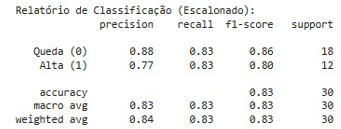 Relatório de Classificação (Escalonado):
precision recall f1-score support
Queda (0) 0.88 0.83 0.86 18
Alta (1) 0.77 0.83 0.80 12
accuracy 0.83 30
macro avg 0.83 0.83 0.83 30
weighted avg 0.84 0.83 0.83 30